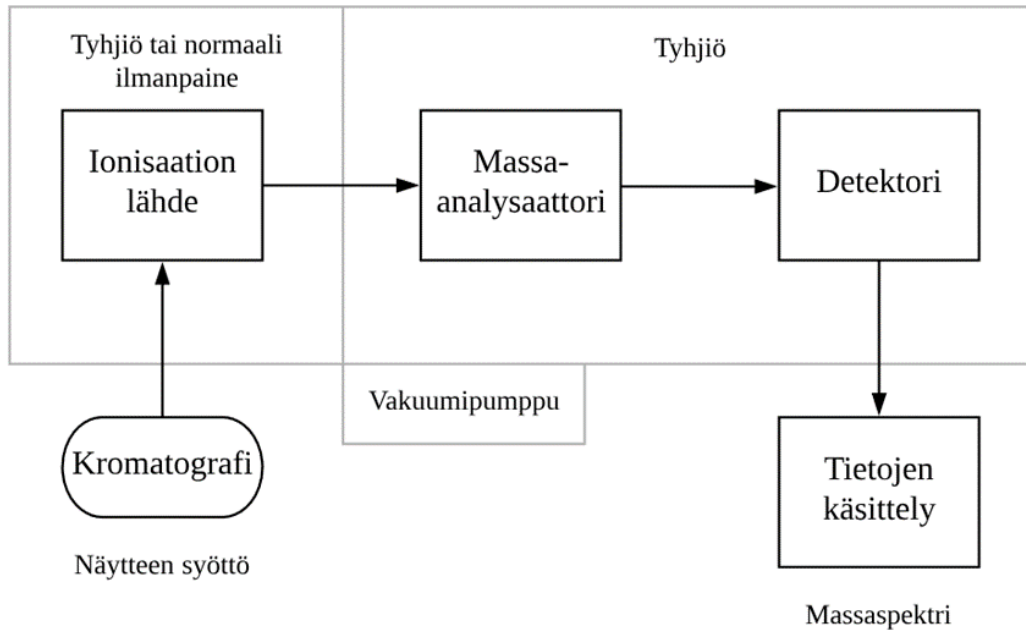 Tyhjiö tai normaali
ilmanpaine
Tyhjiö
Ionisaation
lähde
Massa-
analysaattori
Detektori
Vakuumipumppu
Kromatografi
Tietojen
käsittely
Näytteen syöttö
Massaspektri